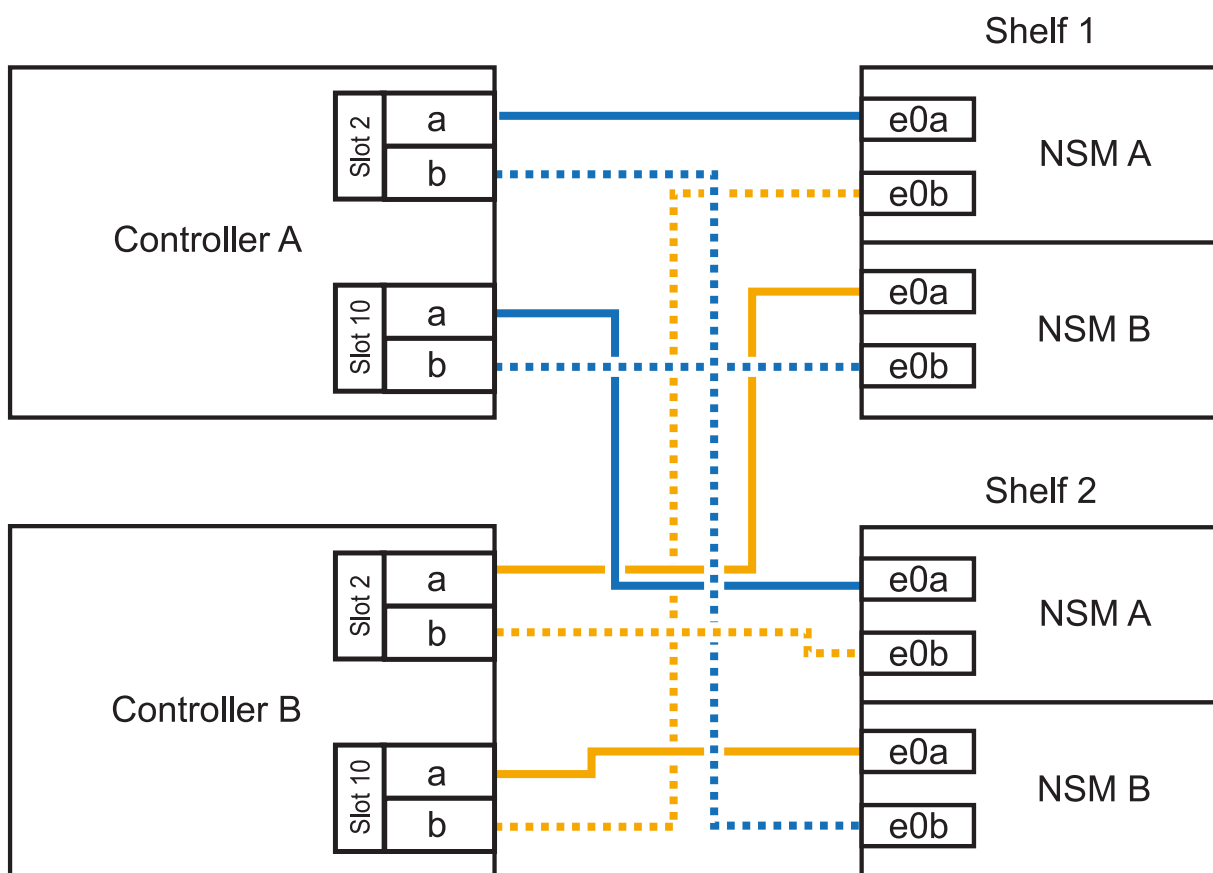 Shelf 1
Controller A
Slot 2
a
b
Slot 10
a
b
e0a
e0b
NSM A
e0a
e0b
NSM B
Shelf 2
Controller B
Slot 2
a
b
Slot 10
a
b
e0a
e0b
NSM A
e0a
e0b
NSM B